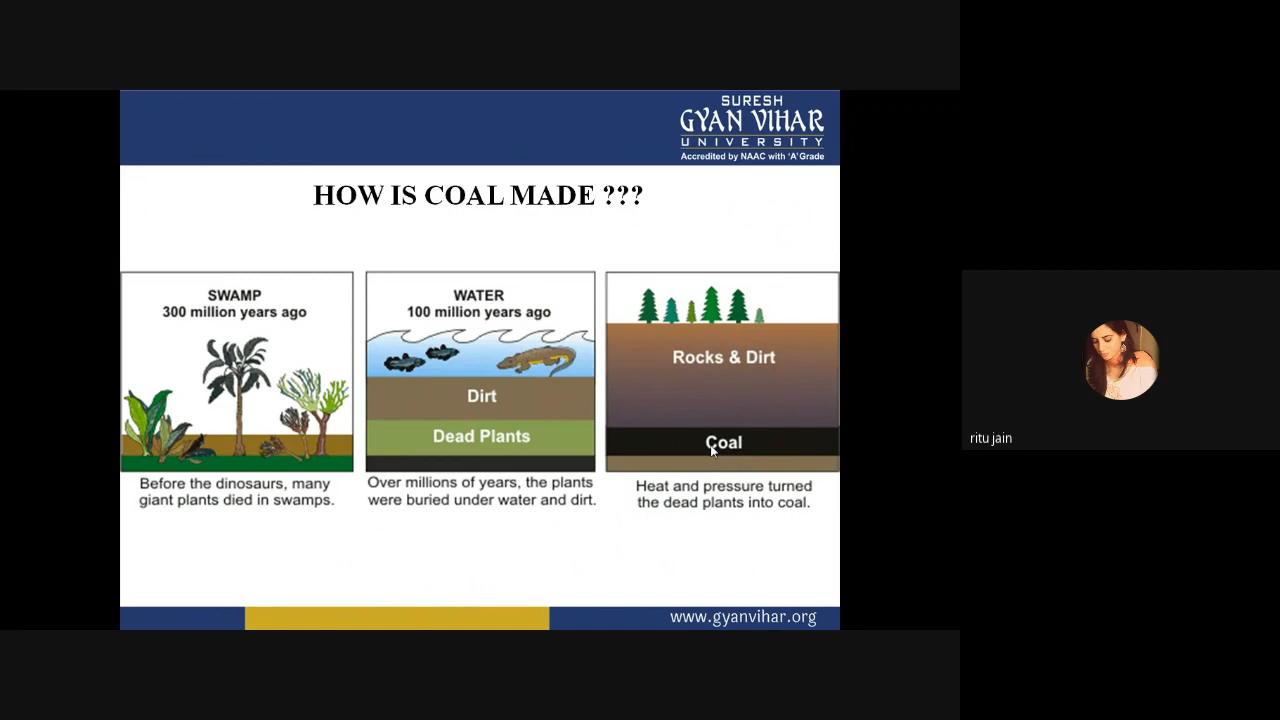 SURESH
GYAN VIHAR
UNIVERSITY
Accredited by NAAC with 'A' Grade
HOW IS COAL MADE ???
SWAMP
300 million years ago
Before the dinosaurs, many
giant plants died in swamps.
WATER
100 million years ago
Dirt
Dead Plants
Over millions of years, the plants
were buried under water and dirt.
Rocks & Dirt
Coal
Heat and pressure turned
the dead plants into coal.
www.gyanvihar.org
ritu jain